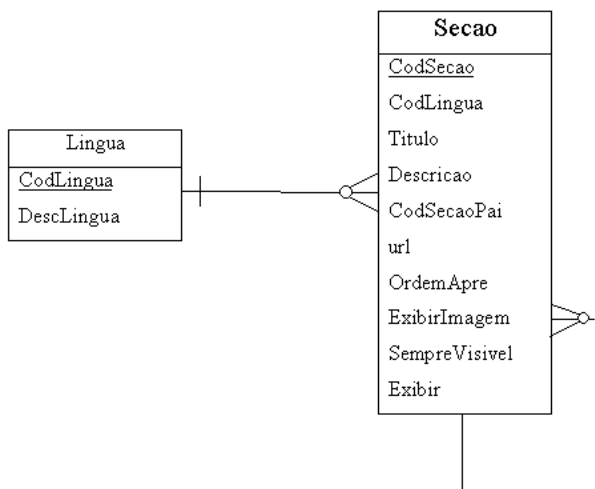 Lingua
CodLingua
DescLingua
Secao
CodSecao
CodLingua
Titulo
Descricao
CodSecaoPai
url
OrdemApre
ExibirImagem
SempreVisivel
Exibir